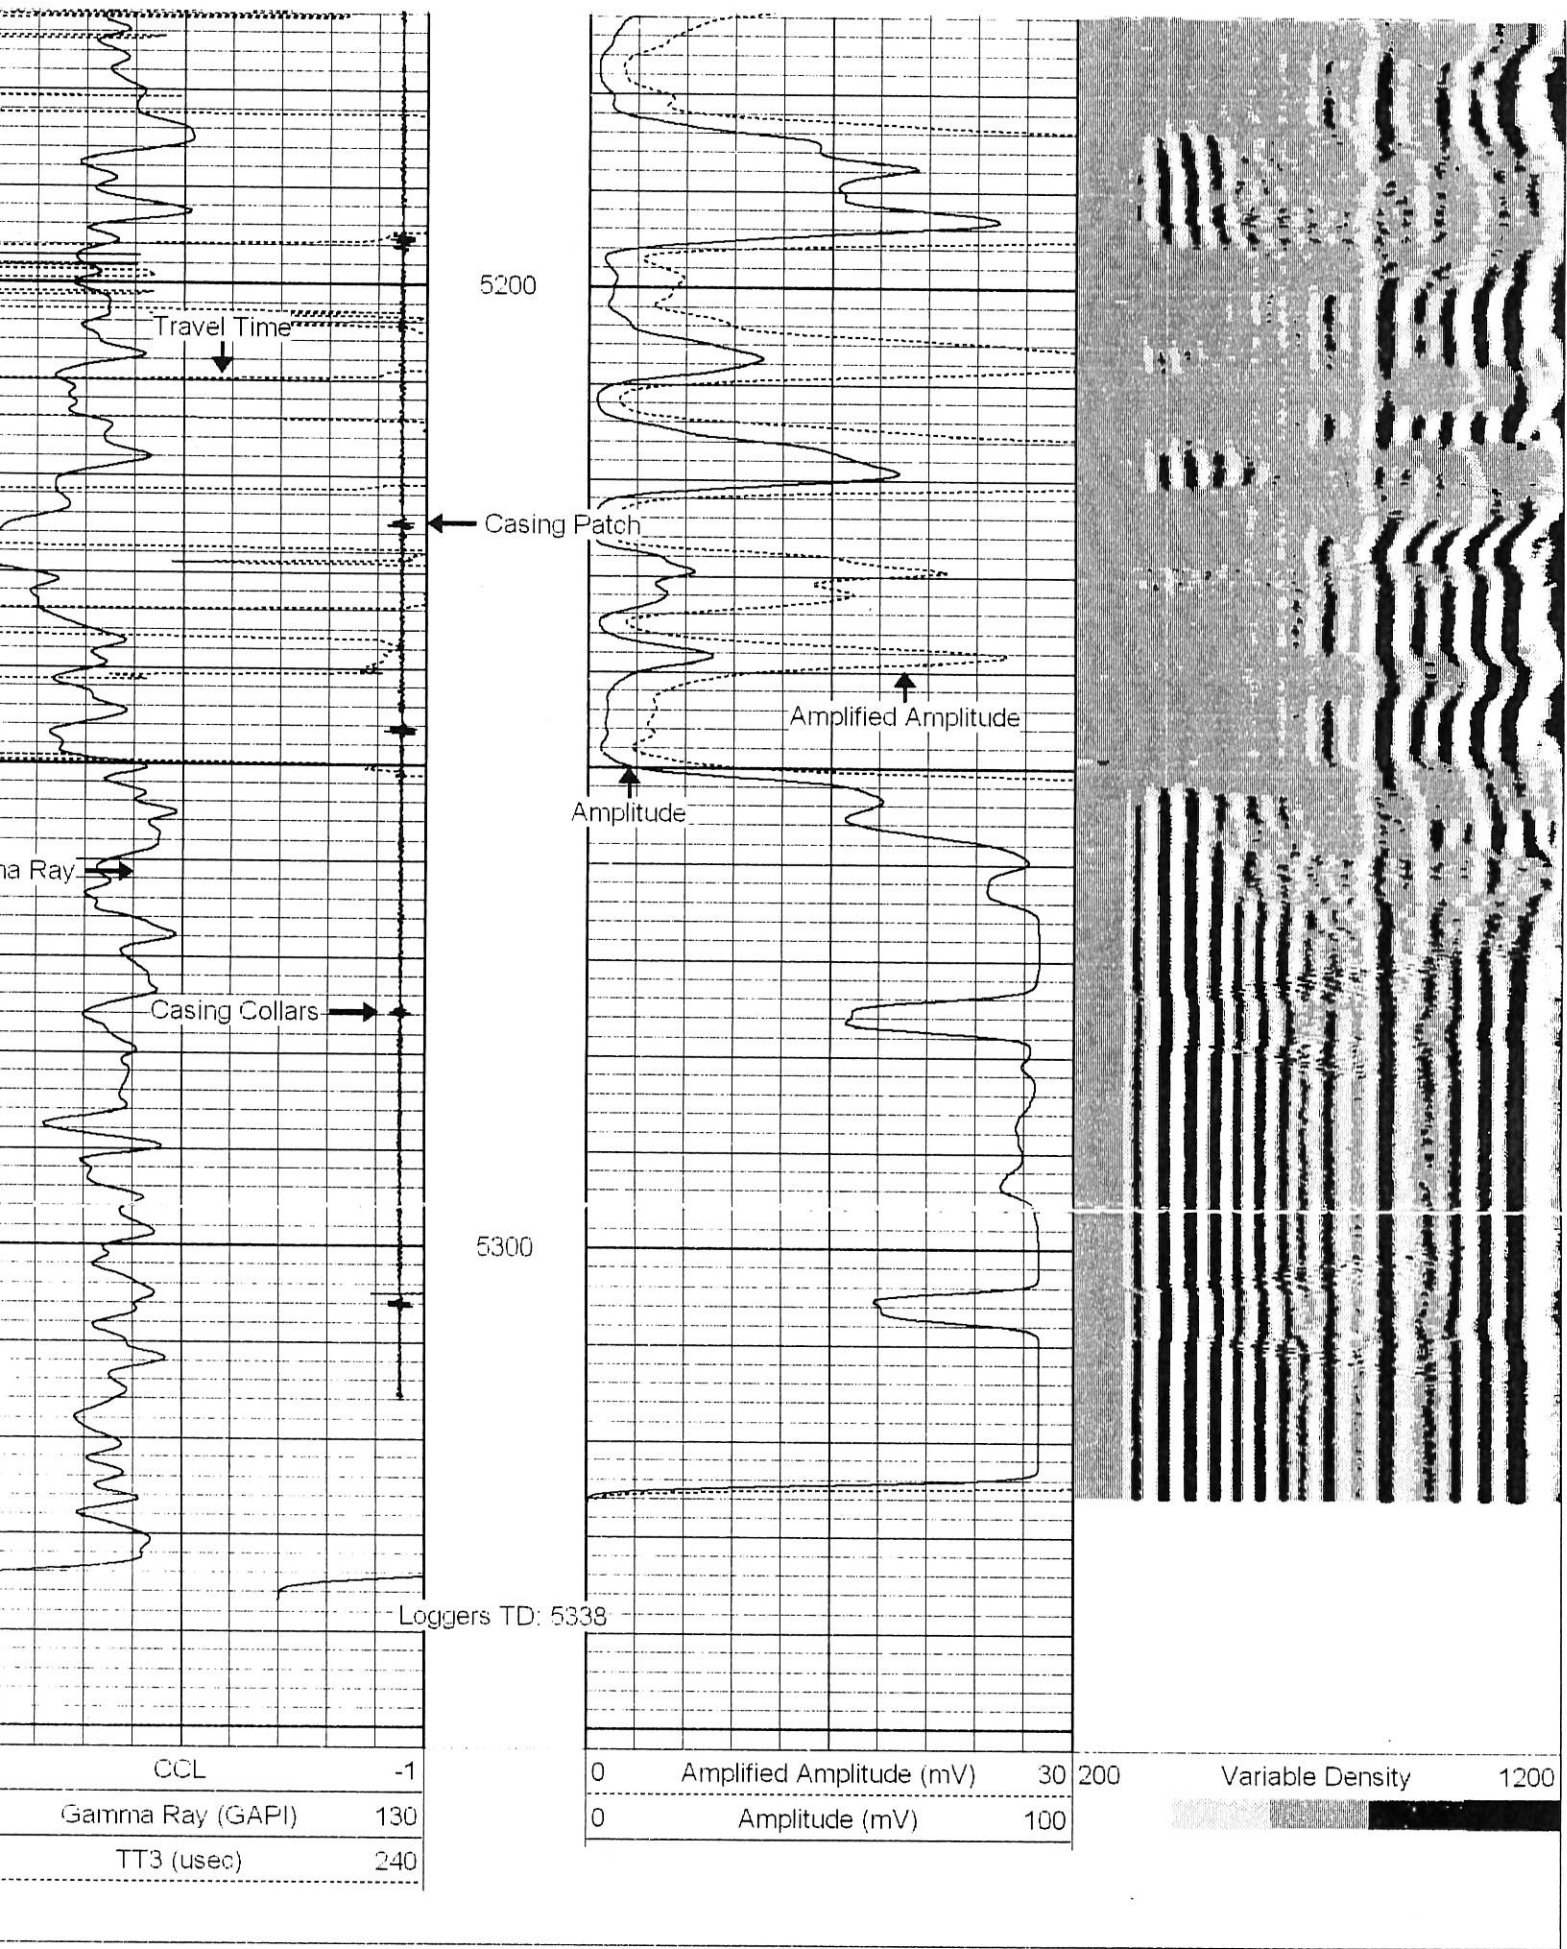 5200
Travel Time
Casing Patch
Amplified Amplitude
Amplitude
na Ray
Casing Collars
5300
Loggers TD: 5338
CCL -1
0 Amplified Amplitude (mV) 30
200 Variable Density 1200
Gamma Ray (GAPI) 130
0 Amplitude (mV) 100
TT3 (usec) 240